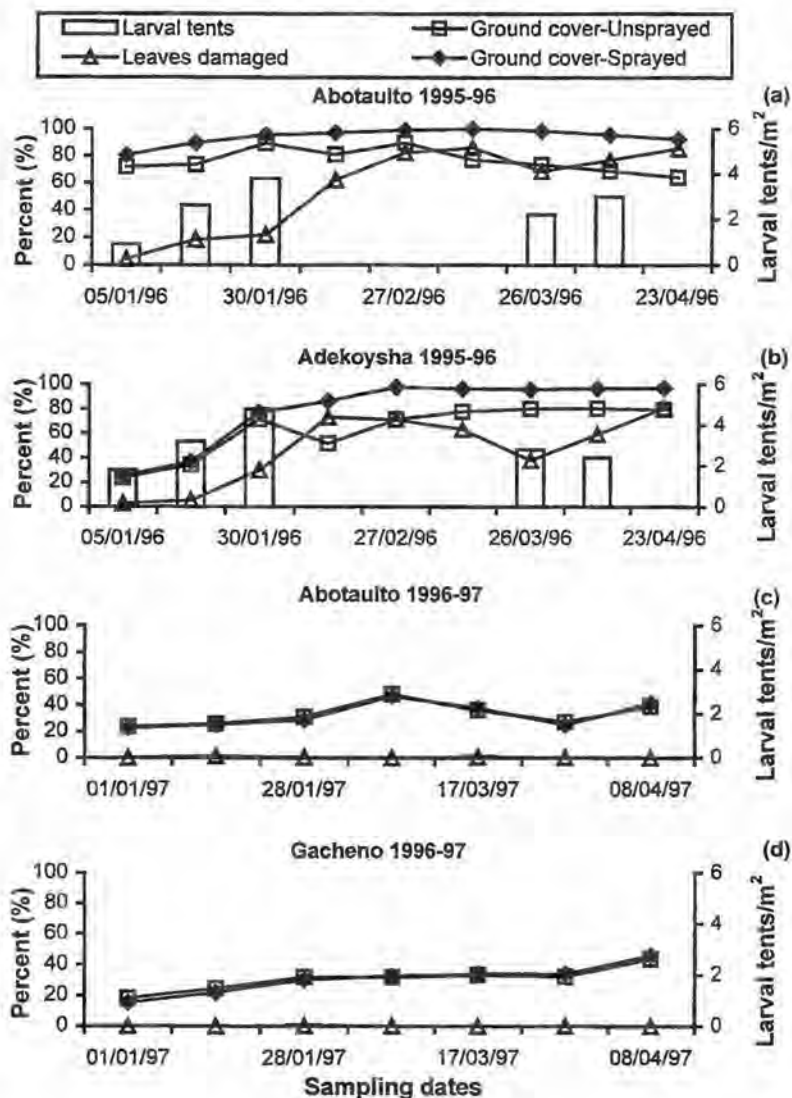 Larval tents
Ground cover-Unsprayed
Leaves damaged
Ground cover-Sprayed
Abotaulto 1995-96
(a)
Percent (%)
100
80
60
40
20
0
6
4
2
0
Larval tents/m²
05/01/96 30/01/96 27/02/96 26/03/96 23/04/96
Adekoysha 1995-96
(b)
Percent (%)
100
80
60
40
20
0
6
4
2
0
Larval tents/m²
05/01/96 30/01/96 27/02/96 26/03/96 23/04/96
Abotaulto 1996-97
(c)
Percent (%)
100
80
60
40
20
0
6
4
2
0
Larval tents/m²
01/01/97 28/01/97 17/03/97 08/04/97
Gacheno 1996-97
(d)
Percent (%)
100
80
60
40
20
0
6
4
2
0
Larval tents/m²
01/01/97 28/01/97 17/03/97 08/04/97
Sampling dates